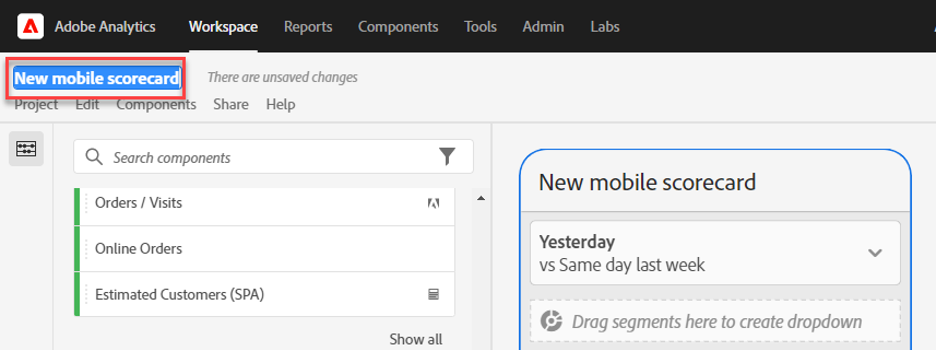 Adobe Analytics Workspace Reports Components Tools Admin Labs
New mobile scorecard There are unsaved changes
Project Edit Components Share Help
Search components
Orders / Visits
Online Orders
Estimated Customers (SPA)
Show all
New mobile scorecard
Yesterday
vs Same day last week
Drag segments here to create dropdown